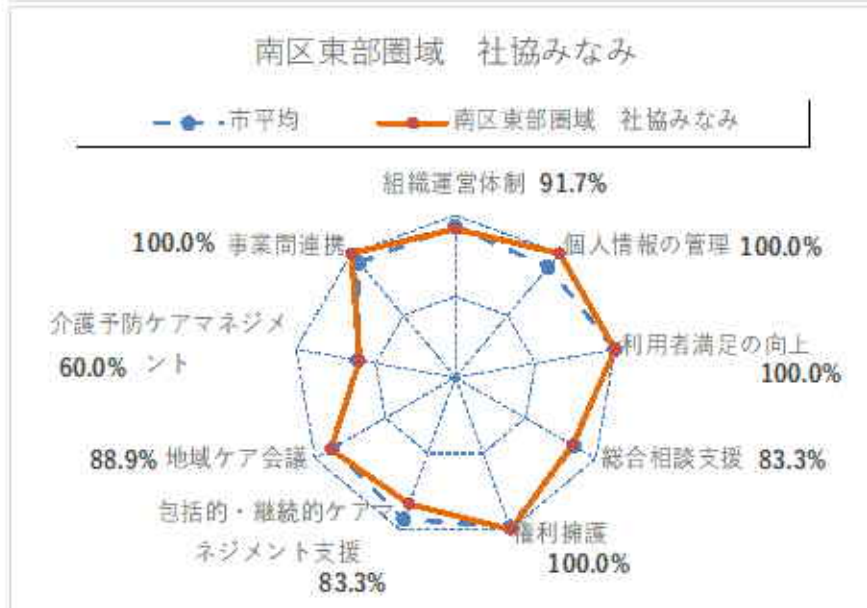 南区東部圏域　社協みなみ
市平均
南区東部圏域　社協みなみ
組織運営体制 91.7%
個人情報の管理 100.0%
利用者満足の向上
100.0%
総合相談支援 83.3%
権利擁護
100.0%
包括的・継続的ケアマ
ネジメント支援
83.3%
88.9% 地域ケア会議
介護予防ケアマネジメ
60.0% ント
100.0% 事業間連携